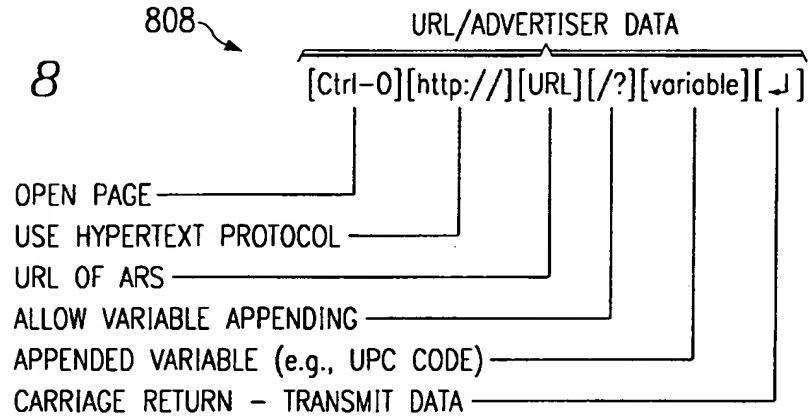 808
URL/ADVERTISER DATA
8
[Ctrl-O][http://][URL][/?][variable][↵]
OPEN PAGE
USE HYPERTEXT PROTOCOL
URL OF ARS
ALLOW VARIABLE APPENDING
APPENDED VARIABLE (e.g., UPC CODE)
CARRIAGE RETURN – TRANSMIT DATA